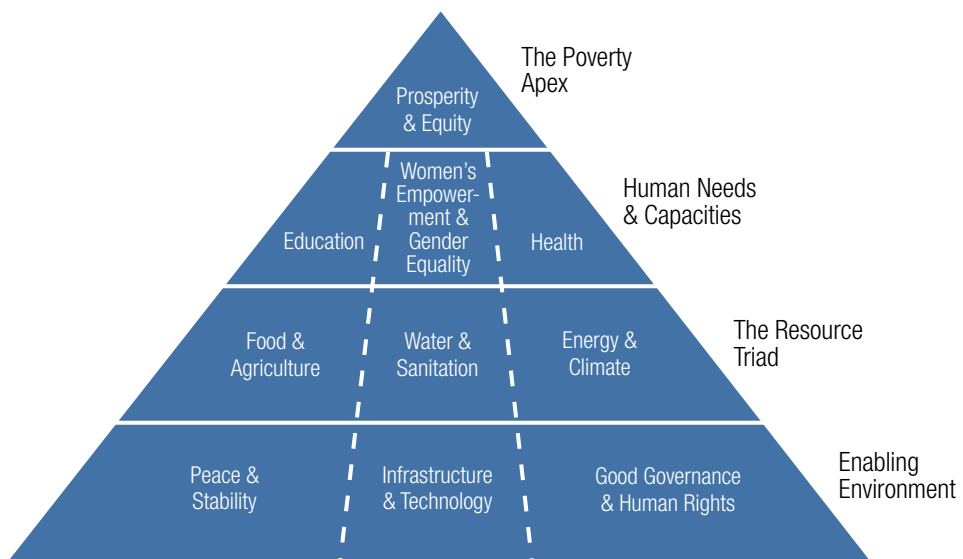 The Poverty
Apex
Prosperity
& Equity
Women’s
Empower-
ment &
Gender
Equality
Education
Health
Human Needs
& Capacities
Food &
Agriculture
Water &
Sanitation
Energy &
Climate
The Resource
Triad
Peace &
Stability
Infrastructure
& Technology
Good Governance
& Human Rights
Enabling
Environment